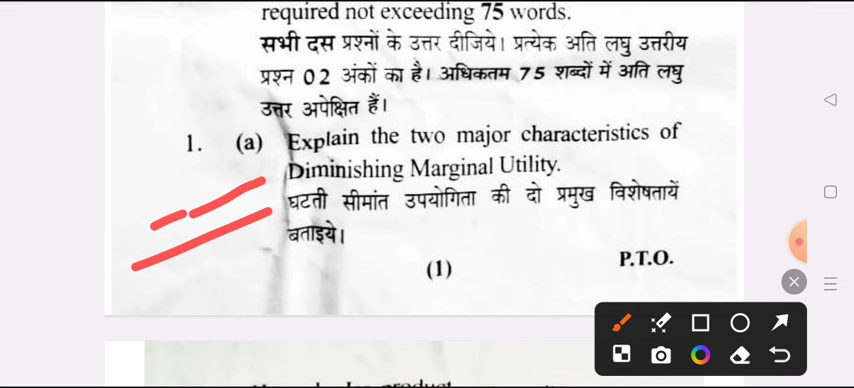 required not exceeding 75 words.
सभी दस प्रश्नों के उत्तर दीजिये। प्रत्येक अति लघु उत्तरीय
प्रश्न 02 अंकों का है। अधिकतम 75 शब्दों में अति लघु
उत्तर अपेक्षित हैं।
1. (a) Explain the two major characteristics of
Diminishing Marginal Utility.
घटती सीमांत उपयोगिता की दो प्रमुख विशेषतायें
बताइये।
(1) P.T.O.